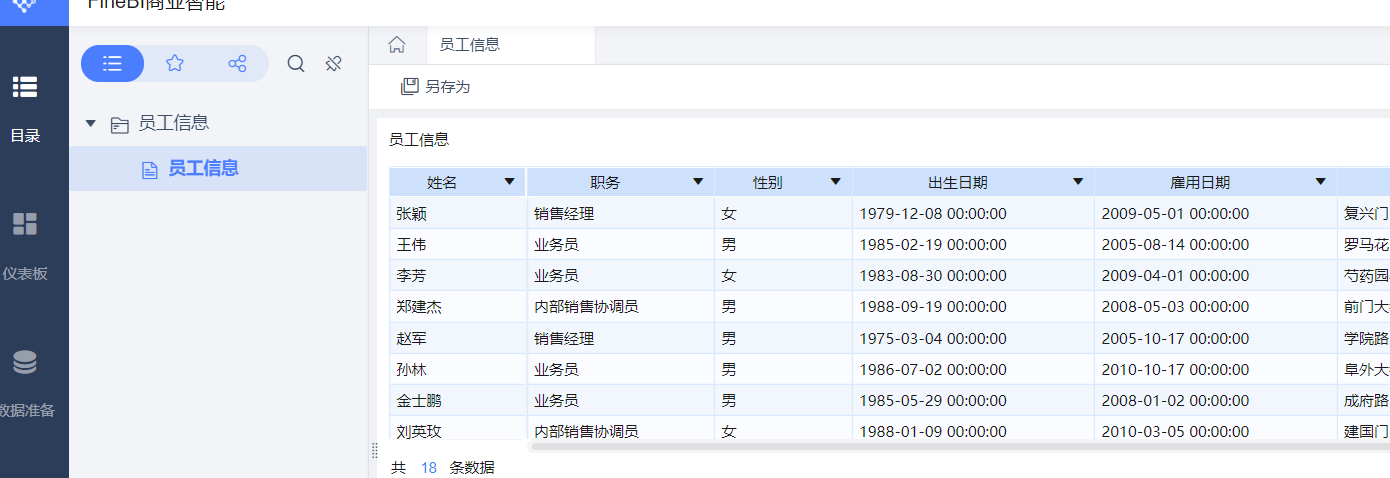 FineBI商业智能
员工信息
目录
另存为
员工信息
员工信息
员工信息
姓名 职务 性别 出生日期 雇用日期
张颖 销售经理 女 1979-12-08 00:00:00 2009-05-01 00:00:00 复兴门
王伟 业务员 男 1985-02-19 00:00:00 2005-08-14 00:00:00 罗马花
李芳 业务员 女 1983-08-30 00:00:00 2009-04-01 00:00:00 芍药园
郑建杰 内部销售协调员 男 1988-09-19 00:00:00 2008-05-03 00:00:00 前门大
赵军 销售经理 男 1975-03-04 00:00:00 2005-10-17 00:00:00 学院路
孙林 业务员 男 1986-07-02 00:00:00 2010-10-17 00:00:00 阜外大
金士鹏 业务员 男 1985-05-29 00:00:00 2008-01-02 00:00:00 成府路
刘英玫 内部销售协调员 女 1988-01-09 00:00:00 2010-03-05 00:00:00 建国门
仪表板
数据准备
共 18 条数据